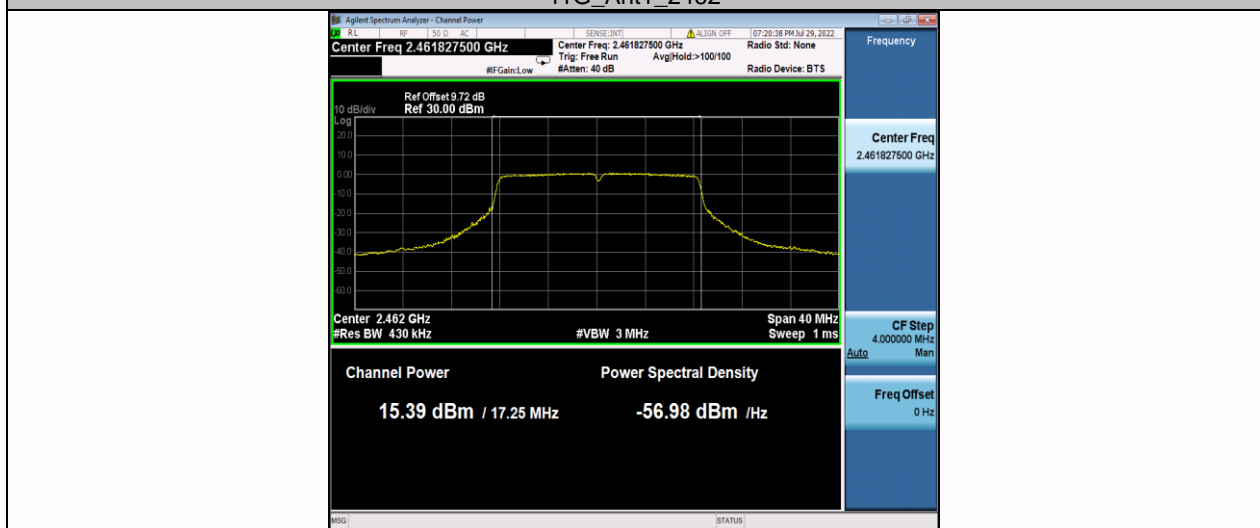 11G_Ant1_2462
Agilent Spectrum Analyzer - Channel Power
RL RF 50 Ω AC SENSE:INT ALIGN OFF 07:20:38 PM Jul 29, 2022
Center Freq 2.461827500 GHz
Center Freq: 2.461827500 GHz
Radio Std: None
Trig: Free Run Avg|Hold:>100/100
#IFGain:Low
#Atten: 40 dB
Radio Device: BTS
Ref Offset 9.72 dB
10 dB/div Ref 30.00 dBm
Log
20.0
10.0
0.00
-10.0
-20.0
-30.0
-40.0
-50.0
-60.0
Center 2.462 GHz Span 40 MHz
#Res BW 430 kHz #VBW 3 MHz Sweep 1 ms
Channel Power
Power Spectral Density
15.39 dBm / 17.25 MHz
-56.98 dBm /Hz
Frequency
Center Freq
2.461827500 GHz
CF Step
4.000000 MHz
Auto Man
Freq Offset
0 Hz
MSG STATUS